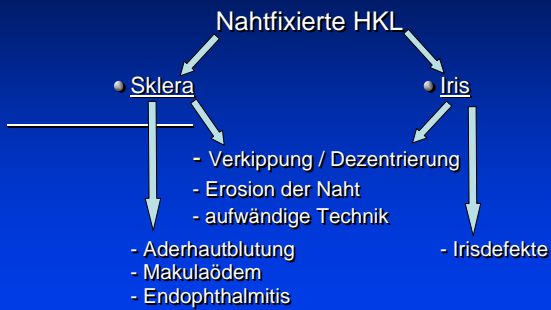 Nahtfixierte HKL
Sklera
Iris
- Verkippung / Dezentrierung
- Erosion der Naht
- aufwändige Technik
- Aderhautblutung
- Makulaödem
- Endophthalmitis
- Irisdefekte